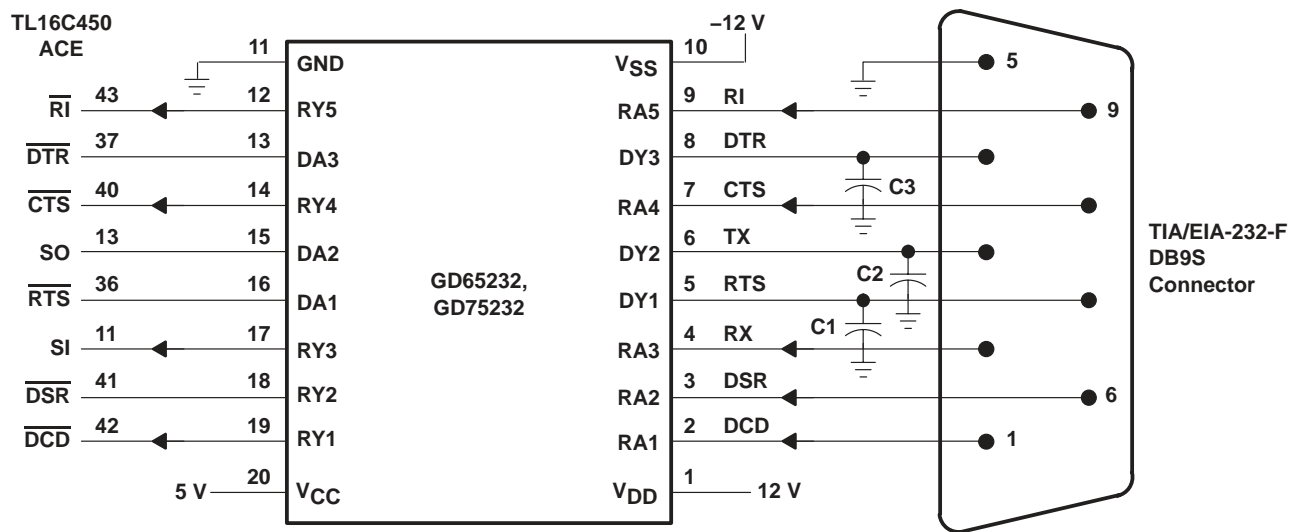 TL16C450
ACE
11 GND VSS 10 –12 V
5
RI 43 12 RY5 RA5 9 RI 9
DTR 37 13 DA3 DY3 8 DTR
C3
CTS 40 14 RY4 RA4 7 CTS
SO 13 15 DA2 DY2 6 TX
C2
RTS 36 16 DA1 DY1 5 RTS
C1
SI 11 17 RY3 RA3 4 RX
DSR 41 18 RY2 RA2 3 DSR 6
DCD 42 19 RY1 RA1 2 DCD 1
5 V 20 VCC VDD 1 12 V
GD65232,
GD75232
TIA/EIA-232-F
DB9S
Connector